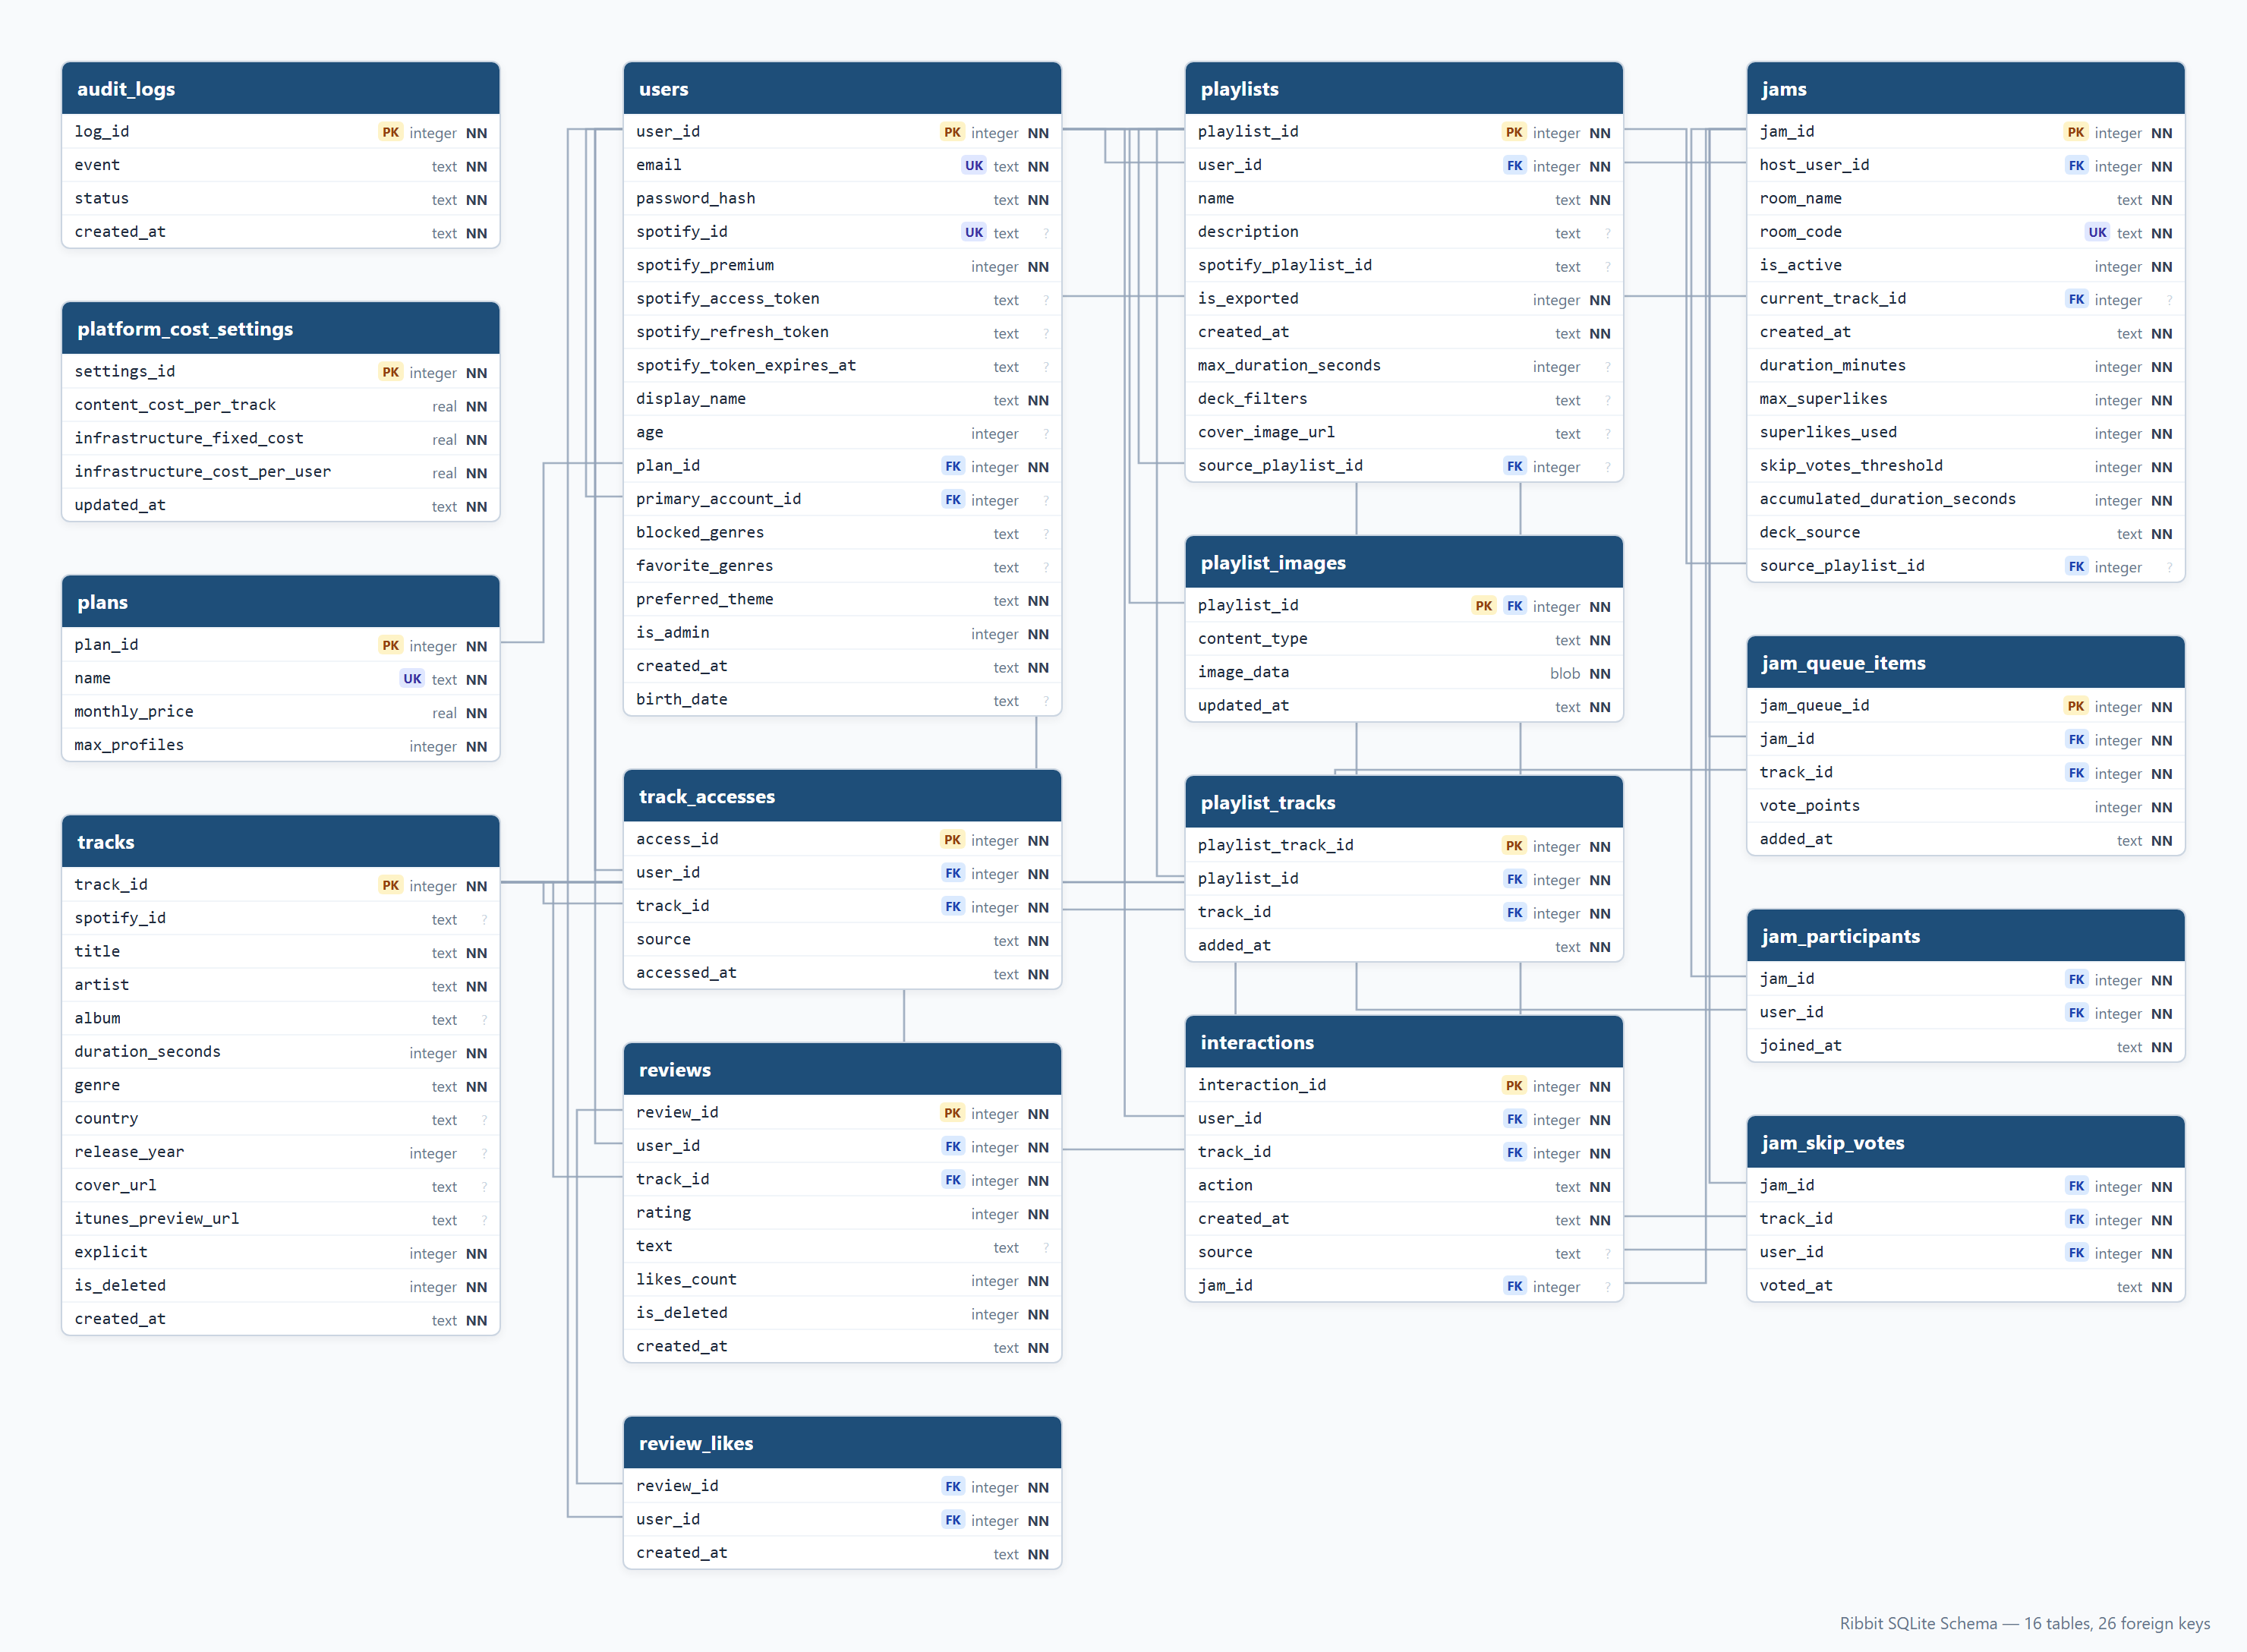 audit_logs
log_id PK integer NN
event text NN
status text NN
created_at text NN
platform_cost_settings
settings_id PK integer NN
content_cost_per_track real NN
infrastructure_fixed_cost real NN
infrastructure_cost_per_user real NN
updated_at text NN
plans
plan_id PK integer NN
name UK text NN
monthly_price real NN
max_profiles integer NN
tracks
track_id PK integer NN
spotify_id text ?
title text NN
artist text NN
album text ?
duration_seconds integer NN
genre text NN
country text ?
release_year integer ?
cover_url text ?
itunes_preview_url text ?
explicit integer NN
is_deleted integer NN
created_at text NN
users
user_id PK integer NN
email UK text NN
password_hash text NN
spotify_id UK text ?
spotify_premium integer NN
spotify_access_token text ?
spotify_refresh_token text ?
spotify_token_expires_at text ?
display_name text NN
age integer ?
plan_id FK integer NN
primary_account_id FK integer ?
blocked_genres text ?
favorite_genres text ?
preferred_theme text NN
is_admin integer NN
created_at text NN
birth_date text ?
track_accesses
access_id PK integer NN
user_id FK integer NN
track_id FK integer NN
source text NN
accessed_at text NN
reviews
review_id PK integer NN
user_id FK integer NN
track_id FK integer NN
rating integer NN
text text ?
likes_count integer NN
is_deleted integer NN
created_at text NN
review_likes
review_id FK integer NN
user_id FK integer NN
created_at text NN
playlists
playlist_id PK integer NN
user_id FK integer NN
name text NN
description text ?
spotify_playlist_id text ?
is_exported integer NN
created_at text NN
max_duration_seconds integer ?
deck_filters text ?
cover_image_url text ?
source_playlist_id FK integer ?
playlist_images
playlist_id PK FK integer NN
content_type text NN
image_data blob NN
updated_at text NN
playlist_tracks
playlist_track_id PK integer NN
playlist_id FK integer NN
track_id FK integer NN
added_at text NN
interactions
interaction_id PK integer NN
user_id FK integer NN
track_id FK integer NN
action text NN
created_at text NN
source text ?
jam_id FK integer ?
jams
jam_id PK integer NN
host_user_id FK integer NN
room_name text NN
room_code UK text NN
is_active integer NN
current_track_id FK integer ?
created_at text NN
duration_minutes integer NN
max_superlikes integer NN
superlikes_used integer NN
skip_votes_threshold integer NN
accumulated_duration_seconds integer NN
deck_source text NN
source_playlist_id FK integer ?
jam_queue_items
jam_queue_id PK integer NN
jam_id FK integer NN
track_id FK integer NN
vote_points integer NN
added_at text NN
jam_participants
jam_id FK integer NN
user_id FK integer NN
joined_at text NN
jam_skip_votes
jam_id FK integer NN
track_id FK integer NN
user_id FK integer NN
voted_at text NN
Ribbit SQLite Schema — 16 tables, 26 foreign keys